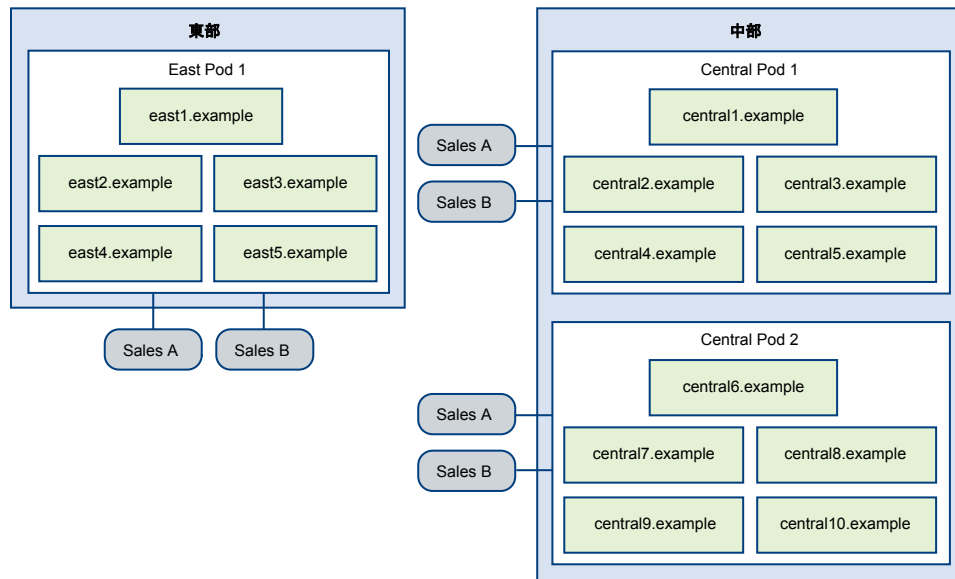 東部
East Pod 1
east1.example
east2.example
east3.example
east4.example
east5.example
Sales A
Sales B
中部
Central Pod 1
central1.example
Sales A
central2.example
central3.example
Sales B
central4.example
central5.example
Central Pod 2
central6.example
Sales A
central7.example
central8.example
Sales B
central9.example
central10.example